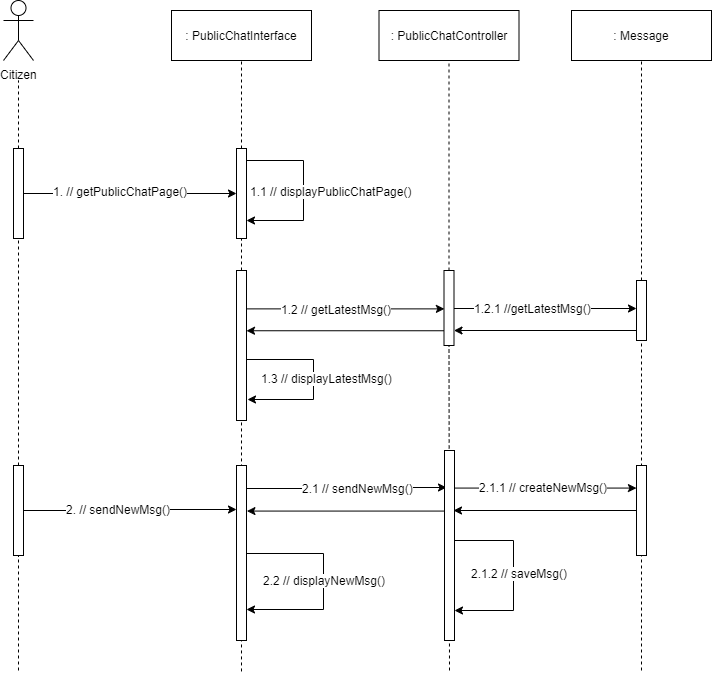 Citizen
: PublicChatInterface
: PublicChatController
: Message
1. // getPublicChatPage()
1.1 // displayPublicChatPage()
1.2 // getLatestMsg()
1.2.1 //getLatestMsg()
1.3 // displayLatestMsg()
2.1 // sendNewMsg()
2.1.1 // createNewMsg()
2. // sendNewMsg()
2.2 // displayNewMsg()
2.1.2 // saveMsg()